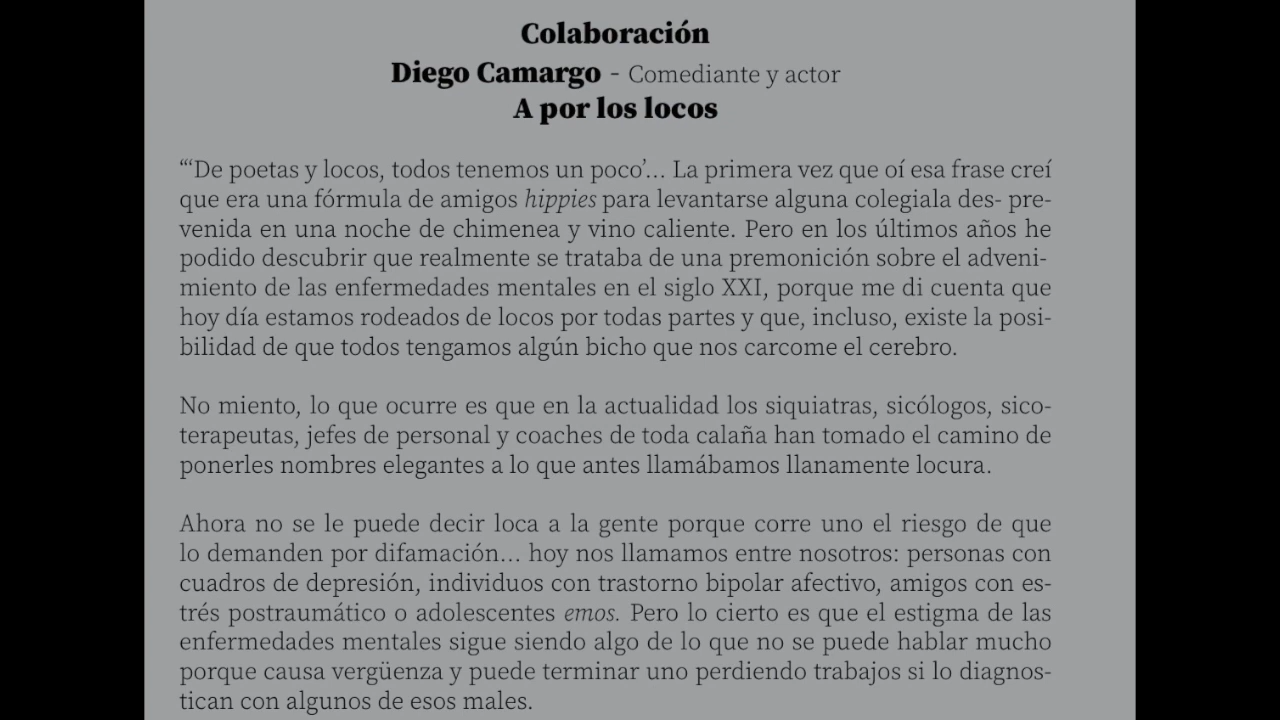 Colaboración
Diego Camargo - Comediante y actor
A por los locos
“‘De poetas y locos, todos tenemos un poco’... La primera vez que oí esa frase creí
que era una fórmula de amigos hippies para levantarse alguna colegiala des- pre-
venida en una noche de chimenea y vino caliente. Pero en los últimos años he
podido descubrir que realmente se trataba de una premonición sobre el adveni-
miento de las enfermedades mentales en el siglo XXI, porque me di cuenta que
hoy día estamos rodeados de locos por todas partes y que, incluso, existe la posi-
bilidad de que todos tengamos algún bicho que nos carcome el cerebro.
No miento, lo que ocurre es que en la actualidad los siquiatras, sicólogos, sico-
terapeutas, jefes de personal y coaches de toda calaña han tomado el camino de
ponerles nombres elegantes a lo que antes llamábamos llanamente locura.
Ahora no se le puede decir loca a la gente porque corre uno el riesgo de que
lo demanden por difamación... hoy nos llamamos entre nosotros: personas con
cuadros de depresión, individuos con trastorno bipolar afectivo, amigos con es-
trés postraumático o adolescentes emos. Pero lo cierto es que el estigma de las
enfermedades mentales sigue siendo algo de lo que no se puede hablar mucho
porque causa vergüenza y puede terminar uno perdiendo trabajos si lo diagnos-
tican con algunos de esos males.